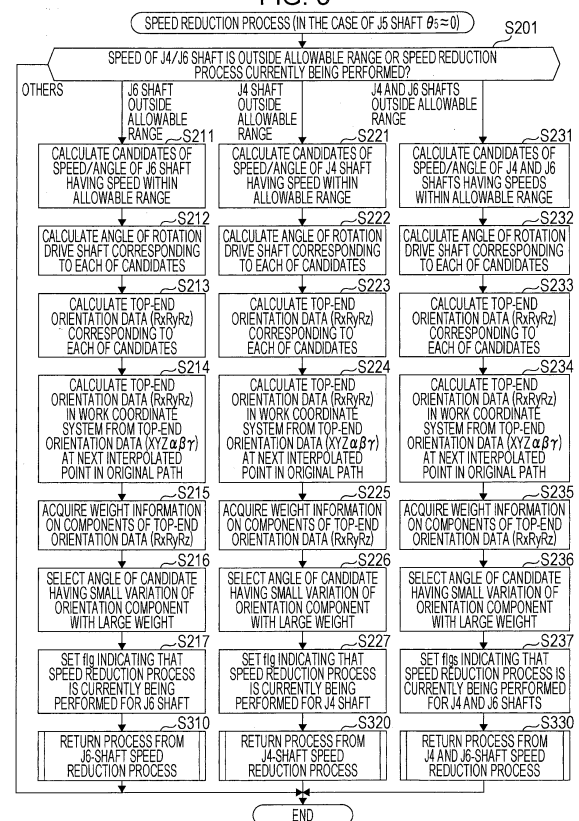 SPEED REDUCTION PROCESS (IN THE CASE OF J5 SHAFT θ5≈0)
S201
SPEED OF J4/J6 SHAFT IS OUTSIDE ALLOWABLE RANGE OR SPEED REDUCTION
PROCESS CURRENTLY BEING PERFORMED?
OTHERS
J6 SHAFT
OUTSIDE
ALLOWABLE
RANGE
J4 SHAFT
OUTSIDE
ALLOWABLE
RANGE
J4 AND J6 SHAFTS
OUTSIDE ALLOWABLE
RANGE
S211
CALCULATE CANDIDATES OF
SPEED/ANGLE OF J6 SHAFT
HAVING SPEED WITHIN
ALLOWABLE RANGE
S212
CALCULATE ANGLE OF ROTATION
DRIVE SHAFT CORRESPONDING
TO EACH OF CANDIDATES
S213
CALCULATE TOP-END
ORIENTATION DATA (RxRyRz)
CORRESPONDING TO
EACH OF CANDIDATES
S214
CALCULATE TOP-END
ORIENTATION DATA (RxRyRz)
IN WORK COORDINATE
SYSTEM FROM TOP-END
ORIENTATION DATA (XYZαβγ)
AT NEXT INTERPOLATED
POINT IN ORIGINAL PATH
S215
ACQUIRE WEIGHT INFORMATION
ON COMPONENTS OF TOP-END
ORIENTATION DATA (RxRyRz)
S216
SELECT ANGLE OF CANDIDATE
HAVING SMALL VARIATION OF
ORIENTATION COMPONENT
WITH LARGE WEIGHT
S217
SET flg INDICATING THAT
SPEED REDUCTION PROCESS
IS CURRENTLY BEING
PERFORMED FOR J6 SHAFT
S310
RETURN PROCESS FROM
J6-SHAFT SPEED
REDUCTION PROCESS
S221
CALCULATE CANDIDATES OF
SPEED/ANGLE OF J4 SHAFT
HAVING SPEED WITHIN
ALLOWABLE RANGE
S222
CALCULATE ANGLE OF ROTATION
DRIVE SHAFT CORRESPONDING
TO EACH OF CANDIDATES
S223
CALCULATE TOP-END
ORIENTATION DATA (RxRyRz)
CORRESPONDING TO
EACH OF CANDIDATES
S224
CALCULATE TOP-END
ORIENTATION DATA (RxRyRz)
IN WORK COORDINATE
SYSTEM FROM TOP-END
ORIENTATION DATA (XYZαβγ)
AT NEXT INTERPOLATED
POINT IN ORIGINAL PATH
S225
ACQUIRE WEIGHT INFORMATION
ON COMPONENTS OF TOP-END
ORIENTATION DATA (RxRyRz)
S226
SELECT ANGLE OF CANDIDATE
HAVING SMALL VARIATION OF
ORIENTATION COMPONENT
WITH LARGE WEIGHT
S227
SET flg INDICATING THAT
SPEED REDUCTION PROCESS
IS CURRENTLY BEING
PERFORMED FOR J4 SHAFT
S320
RETURN PROCESS FROM
J4-SHAFT SPEED
REDUCTION PROCESS
S231
CALCULATE CANDIDATES OF
SPEED/ANGLE OF J4 AND J6
SHAFTS HAVING SPEEDS
WITHIN ALLOWABLE RANGE
S232
CALCULATE ANGLE OF ROTATION
DRIVE SHAFT CORRESPONDING
TO EACH OF CANDIDATES
S233
CALCULATE TOP-END
ORIENTATION DATA (RxRyRz)
CORRESPONDING TO
EACH OF CANDIDATES
S234
CALCULATE TOP-END
ORIENTATION DATA (RxRyRz)
IN WORK COORDINATE
SYSTEM FROM TOP-END
ORIENTATION DATA (XYZαβγ)
AT NEXT INTERPOLATED
POINT IN ORIGINAL PATH
S235
ACQUIRE WEIGHT INFORMATION
ON COMPONENTS OF TOP-END
ORIENTATION DATA (RxRyRz)
S236
SELECT ANGLE OF CANDIDATE
HAVING SMALL VARIATION OF
ORIENTATION COMPONENT
WITH LARGE WEIGHT
S237
SET flgs INDICATING THAT
SPEED REDUCTION PROCESS IS
CURRENTLY BEING PERFORMED
FOR J4 AND J6 SHAFTS
S330
RETURN PROCESS FROM
J4 AND J6-SHAFT SPEED
REDUCTION PROCESS
END